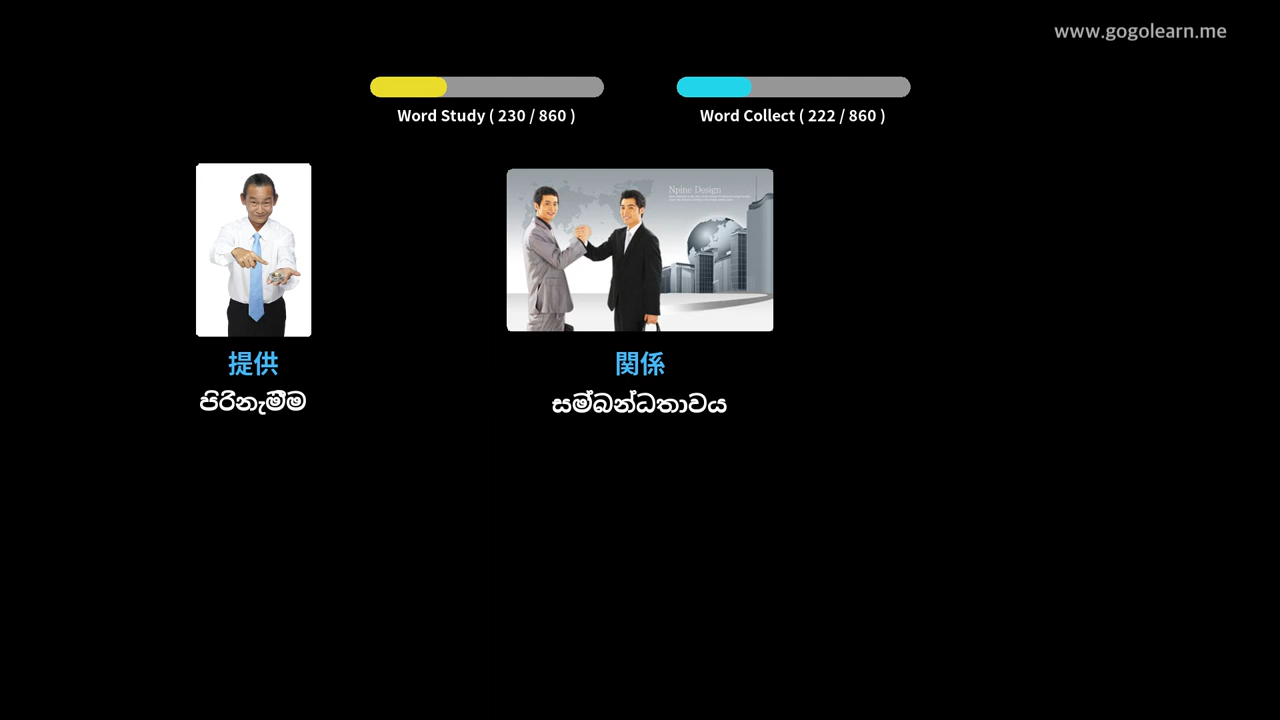 www.gogolearn.me
Word Study ( 230 / 860 )
Word Collect ( 222 / 860 )
Npine Design
提供
関係
පිරිනැමීම
සම්බන්ධතාවය